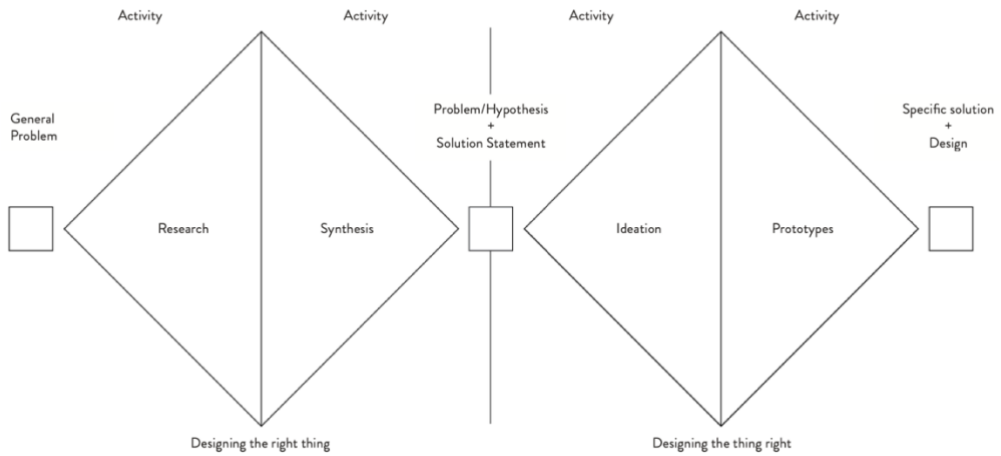 Activity
Activity
Activity
Activity
General
Problem
Problem/Hypothesis
+
Solution Statement
Specific solution
+
Design
Research
Synthesis
Ideation
Prototypes
Designing the right thing
Designing the thing right